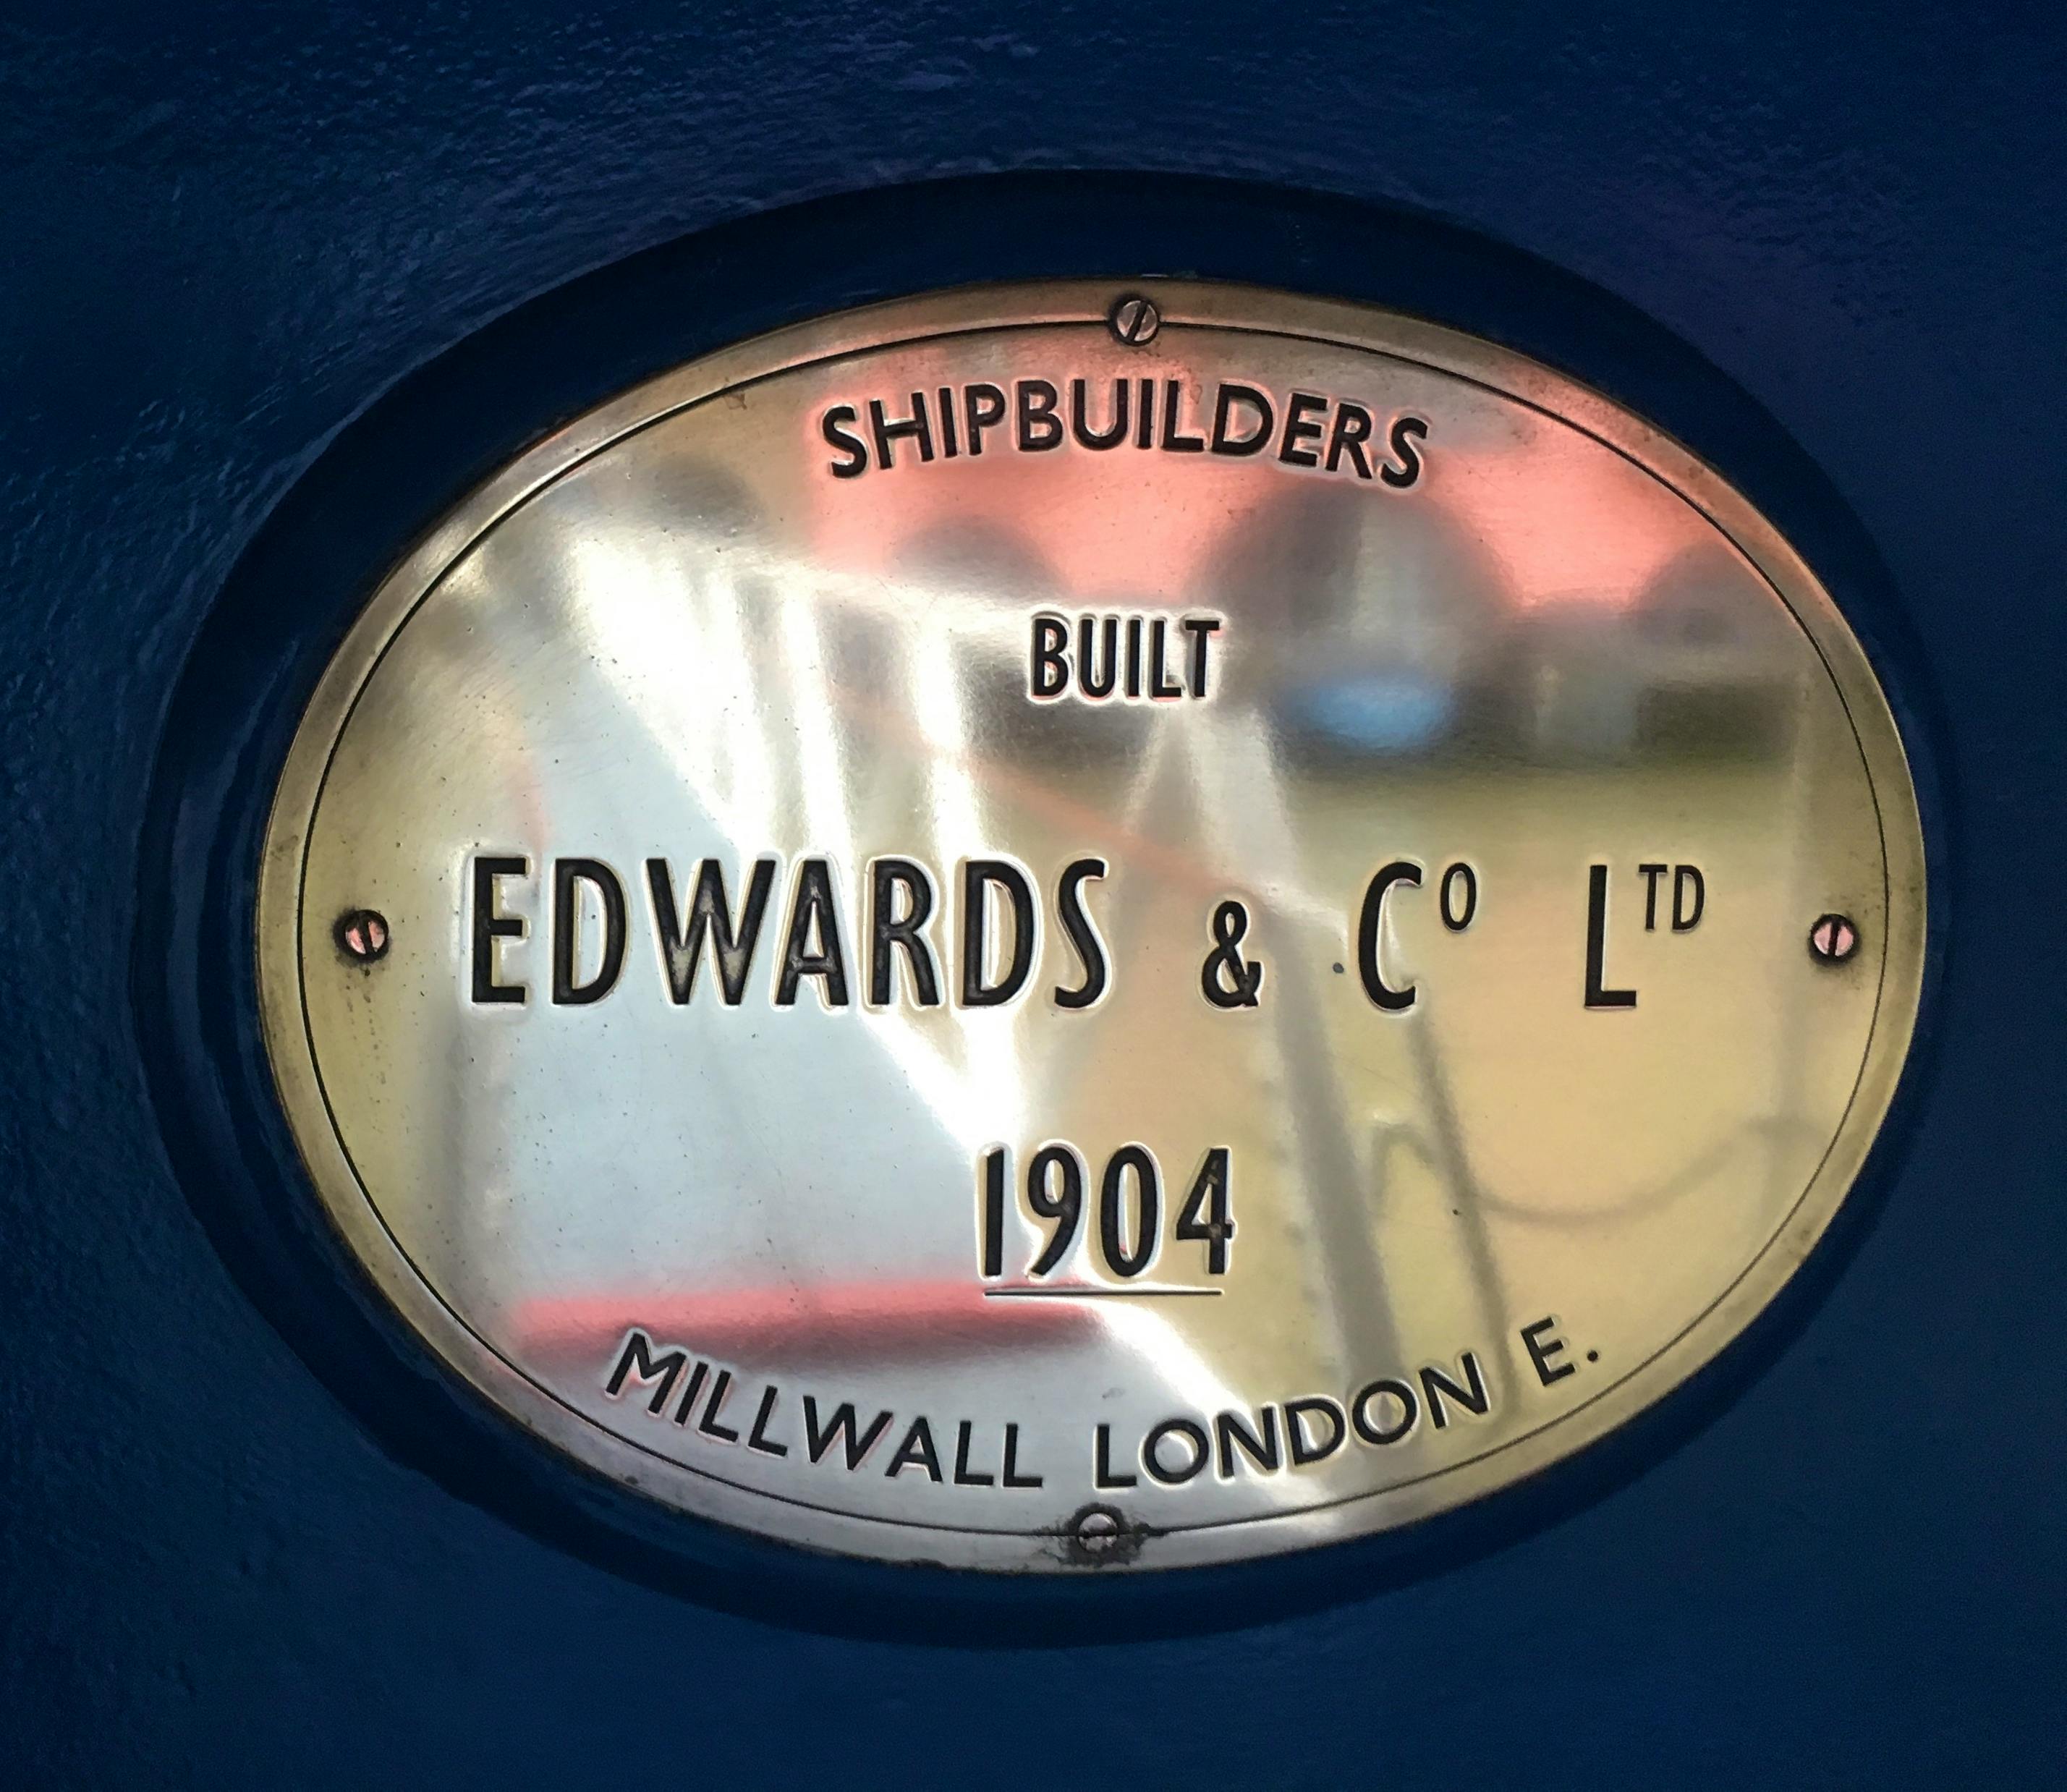 SHIPBUILDERS
BUILT
EDWARDS & Cº LTD
1904
MILLWALL LONDON E.